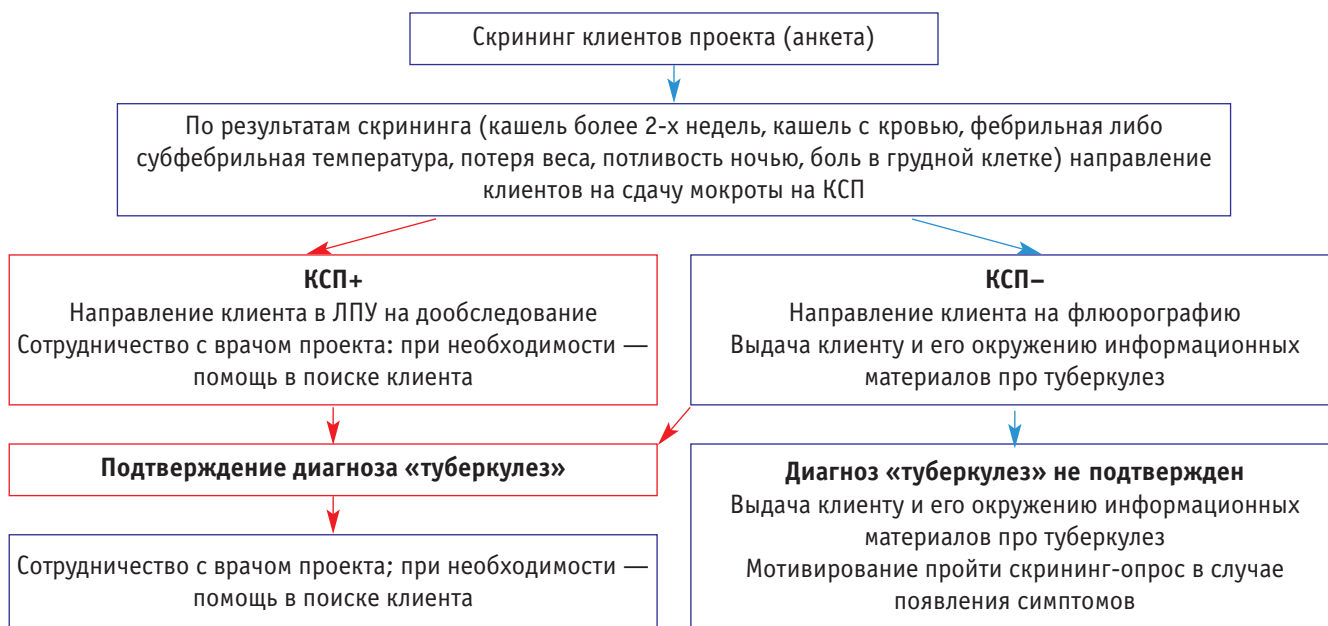 Скрининг клиентов проекта (анкета)
По результатам скрининга (кашель более 2-х недель, кашель с кровью, фебрильная либо
субфебрильная температура, потеря веса, потливость ночью, боль в грудной клетке) направление
клиентов на сдачу мокроты на КСП
КСП+
Направление клиента в ЛПУ на дообследование
Сотрудничество с врачом проекта: при необходимости —
помощь в поиске клиента
КСП–
Направление клиента на флюорографию
Выдача клиенту и его окружению информационных
материалов про туберкулез
Подтверждение диагноза «туберкулез»
Диагноз «туберкулез» не подтвержден
Выдача клиенту и его окружению информационных
материалов про туберкулез
Мотивирование пройти скрининг-опрос в случае
появления симптомов
Сотрудничество с врачом проекта; при необходимости —
помощь в поиске клиента